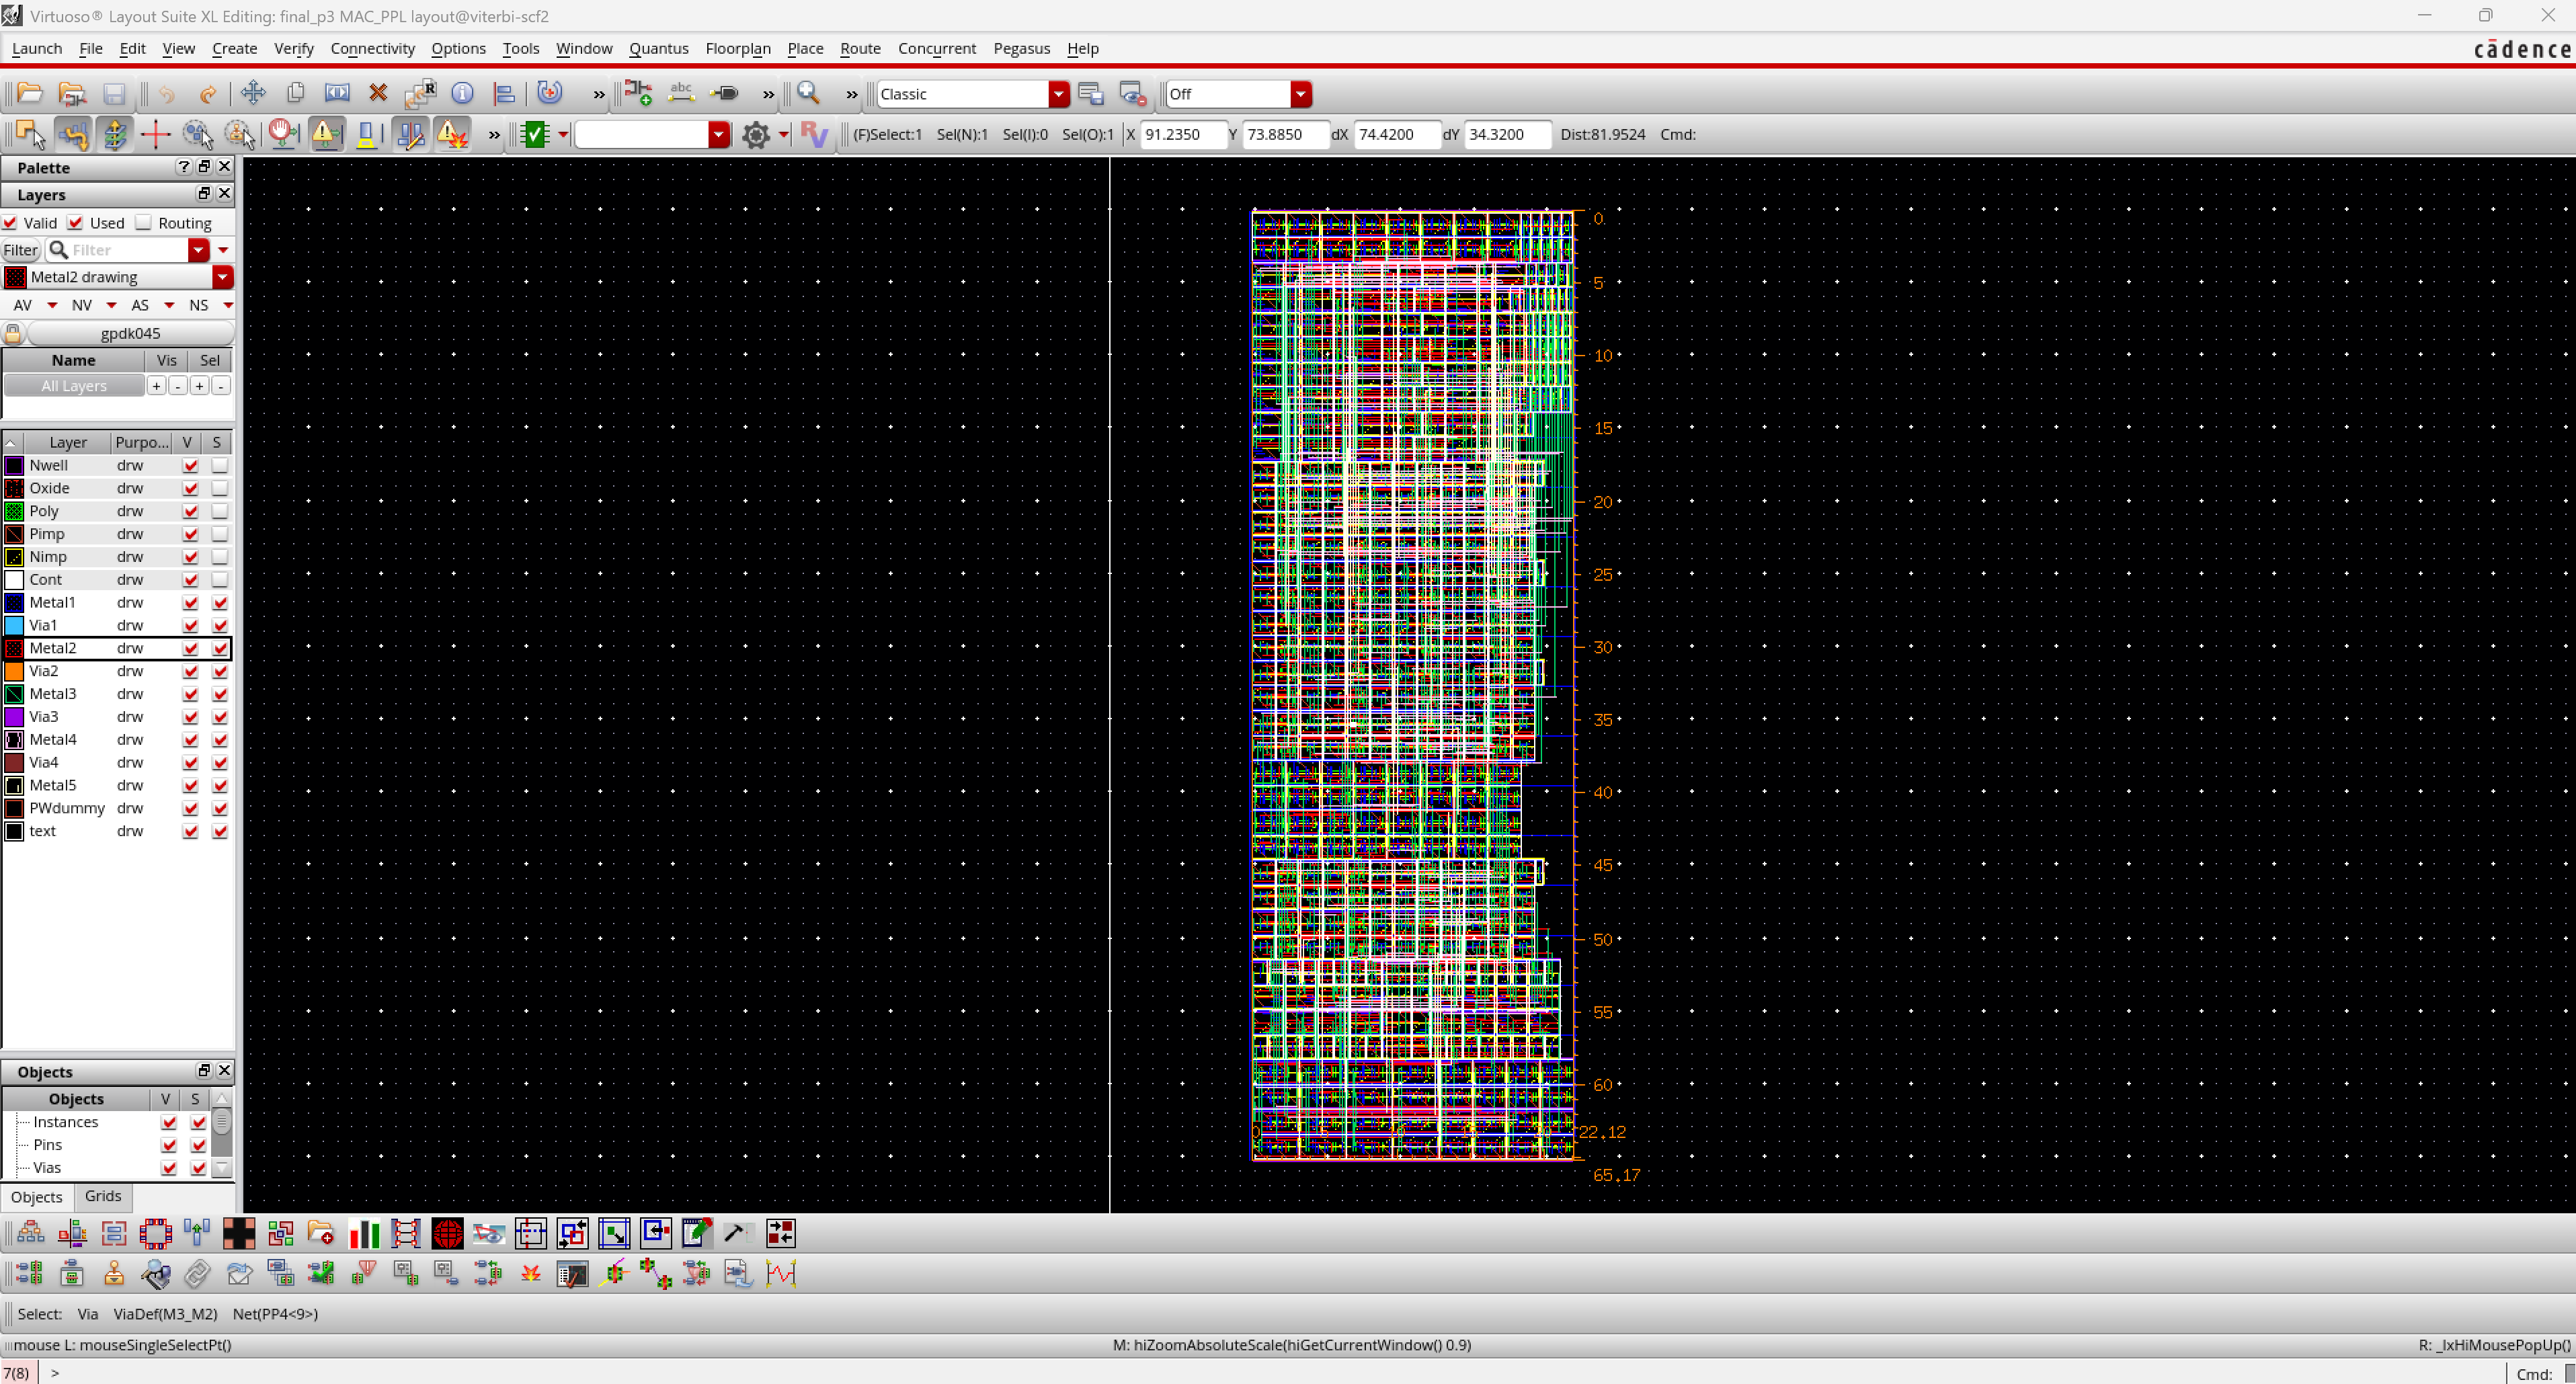 Virtuoso® Layout Suite XL Editing: final_p3 MAC_PPL layout@viterbi-scf2
Launch File Edit View Create Verify Connectivity Options Tools Window Quantus Floorplan Place Route Concurrent Pegasus Help
cādence
R abc Classic Off
RV (F)Select:1 Sel(N):1 Sel(I):0 Sel(O):1 X 91.2350 Y 73.8850 dX 74.4200 dY 34.3200 Dist:81.9524 Cmd:
Palette
Layers
Valid Used Routing
Filter Filter
Metal2 drawing
AV NV AS NS
gpdk045
Name Vis Sel
All Layers + - + -
Layer Purpo... V S
Nwell drw
Oxide drw
Poly drw
Pimp drw
Nimp drw
Cont drw
Metal1 drw
Via1 drw
Metal2 drw
Via2 drw
Metal3 drw
Via3 drw
Metal4 drw
Via4 drw
Metal5 drw
PWdummy drw
text drw
Objects
Objects V S
Instances
Pins
Vias
Objects Grids
0
5
10
15
20
25
30
35
40
45
50
55
60
22.12
65.17
Select: Via ViaDef(M3_M2) Net(PP4<9>)
mouse L: mouseSingleSelectPt() M: hiZoomAbsoluteScale(hiGetCurrentWindow() 0.9) R: _lxHiMousePopUp()
7(8) > Cmd: